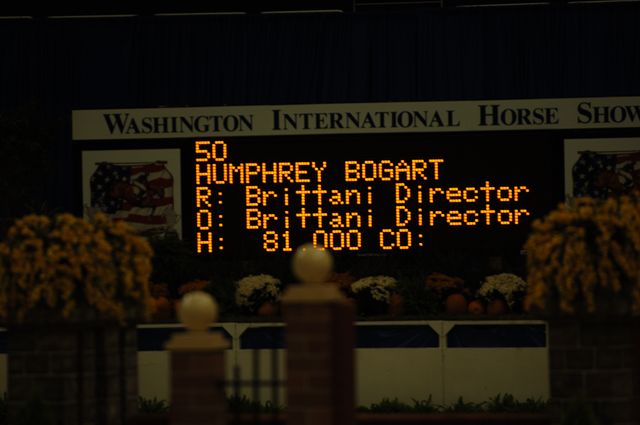 WASHINGTON INTERNATIONAL HORSE SHOW
50
HUMPHREY BOGART
R: Brittani Director
O: Brittani Director
H: 81 000 CO: